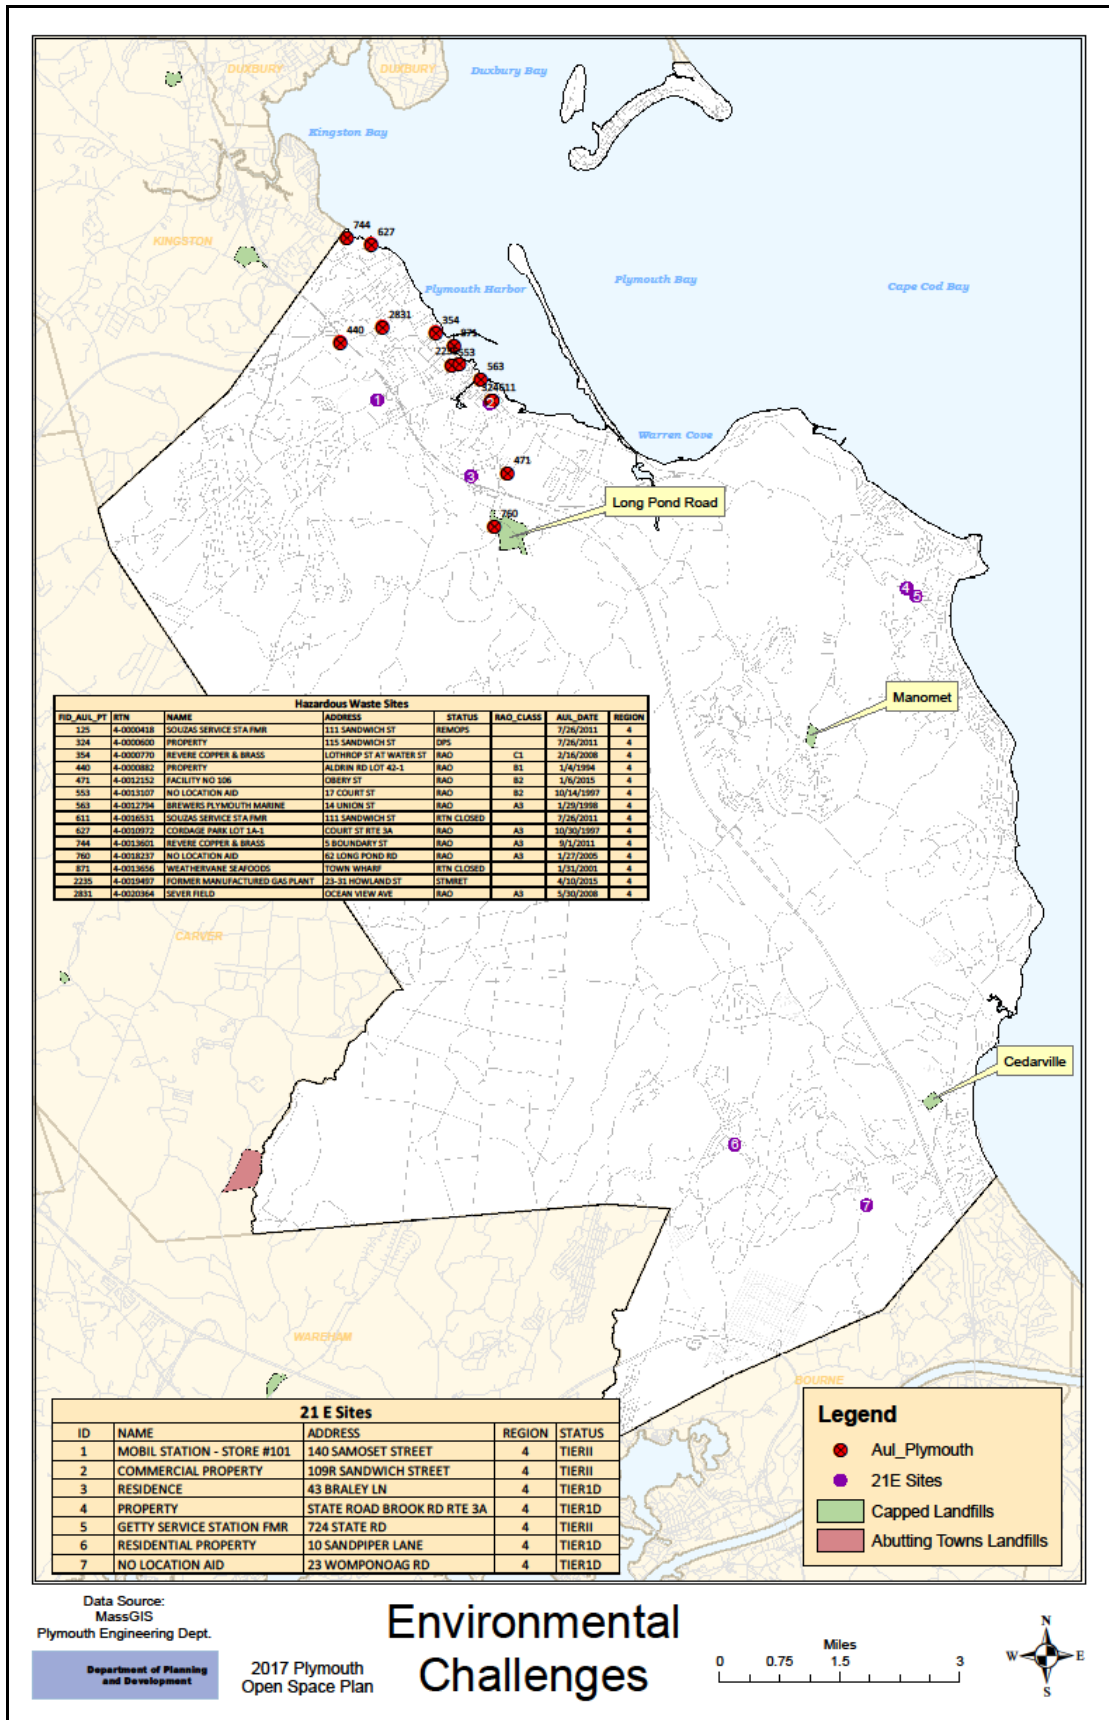 DUXBURY
DUXBURY
Duxbury Bay
Kingston Bay
KINGSTON
744
627
Plymouth Harbor
Plymouth Bay
Cape Cod Bay
2831
354
440
871
553
563
611
1
2
Warren Cove
471
3
Long Pond Road
760
4
5
Manomet
Hazardous Waste Sites
FID_AUL_PT RTN NAME ADDRESS STATUS RAO_CLASS AUL_DATE REGION
125 4-0000418 SOUZAS SERVICE STA FMR 111 SANDWICH ST REMOPS 7/26/2011 4
324 4-0000600 PROPERTY 115 SANDWICH ST DPS 7/26/2011 4
354 4-0000770 REVERE COPPER & BRASS LOTHROP ST AT WATER ST RAO C1 2/16/2008 4
440 4-0000882 PROPERTY ALDRIN RD LOT 42-1 RAO B1 1/4/1994 4
471 4-0012152 FACILITY NO 106 OBERY ST RAO B2 1/6/2015 4
553 4-0013107 NO LOCATION AID 17 COURT ST RAO B2 10/14/1997 4
563 4-0012794 BREWERS PLYMOUTH MARINE 14 UNION ST RAO A3 1/29/1998 4
611 4-0016531 SOUZAS SERVICE STA FMR 111 SANDWICH ST RTN CLOSED 7/26/2011 4
627 4-0010972 CORDAGE PARK LOT 1A-1 COURT ST RTE 3A RAO A3 10/30/1997 4
744 4-0013601 REVERE COPPER & BRASS 5 BOUNDARY ST RAO A3 9/1/2011 4
760 4-0018237 NO LOCATION AID 62 LONG POND RD RAO A3 1/27/2005 4
871 4-0013656 WEATHERVANE SEAFOODS TOWN WHARF RTN CLOSED 1/31/2001 4
2235 4-0019497 FORMER MANUFACTURED GAS PLANT 23-31 HOWLAND ST STMRET 4/10/2015 4
2831 4-0020364 SEVER FIELD OCEAN VIEW AVE RAO A3 5/30/2008 4
CARVER
Cedarville
6
7
WAREHAM
BOURNE
21 E Sites
ID NAME ADDRESS REGION STATUS
1 MOBIL STATION - STORE #101 140 SAMOSET STREET 4 TIERII
2 COMMERCIAL PROPERTY 109R SANDWICH STREET 4 TIERII
3 RESIDENCE 43 BRALEY LN 4 TIER1D
4 PROPERTY STATE ROAD BROOK RD RTE 3A 4 TIER1D
5 GETTY SERVICE STATION FMR 724 STATE RD 4 TIERII
6 RESIDENTIAL PROPERTY 10 SANDPIPER LANE 4 TIER1D
7 NO LOCATION AID 23 WOMPONOAG RD 4 TIER1D
Legend
Aul_Plymouth
21E Sites
Capped Landfills
Abutting Towns Landfills
Data Source:
MassGIS
Plymouth Engineering Dept.
Department of Planning
and Development
2017 Plymouth
Open Space Plan
Environmental
Challenges
Miles
0 0.75 1.5 3
N
W E
S